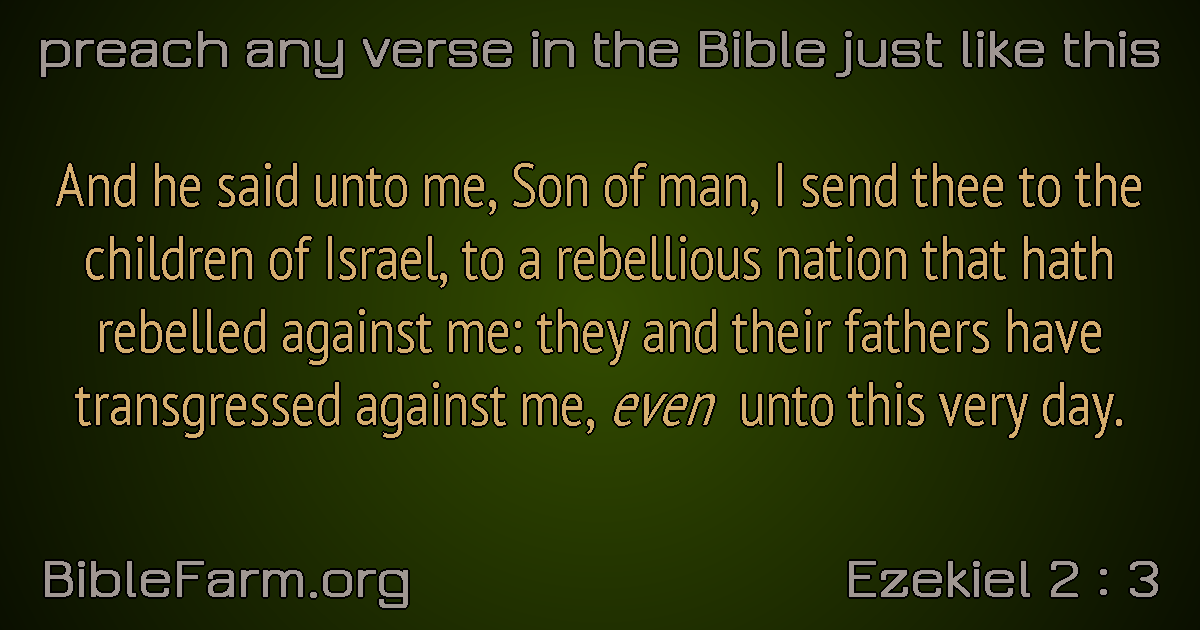 preach any verse in the Bible just like this
And he said unto me, Son of man, I send thee to the
children of Israel, to a rebellious nation that hath
rebelled against me: they and their fathers have
transgressed against me, even unto this very day.
BibleFarm.org
Ezekiel 2 : 3